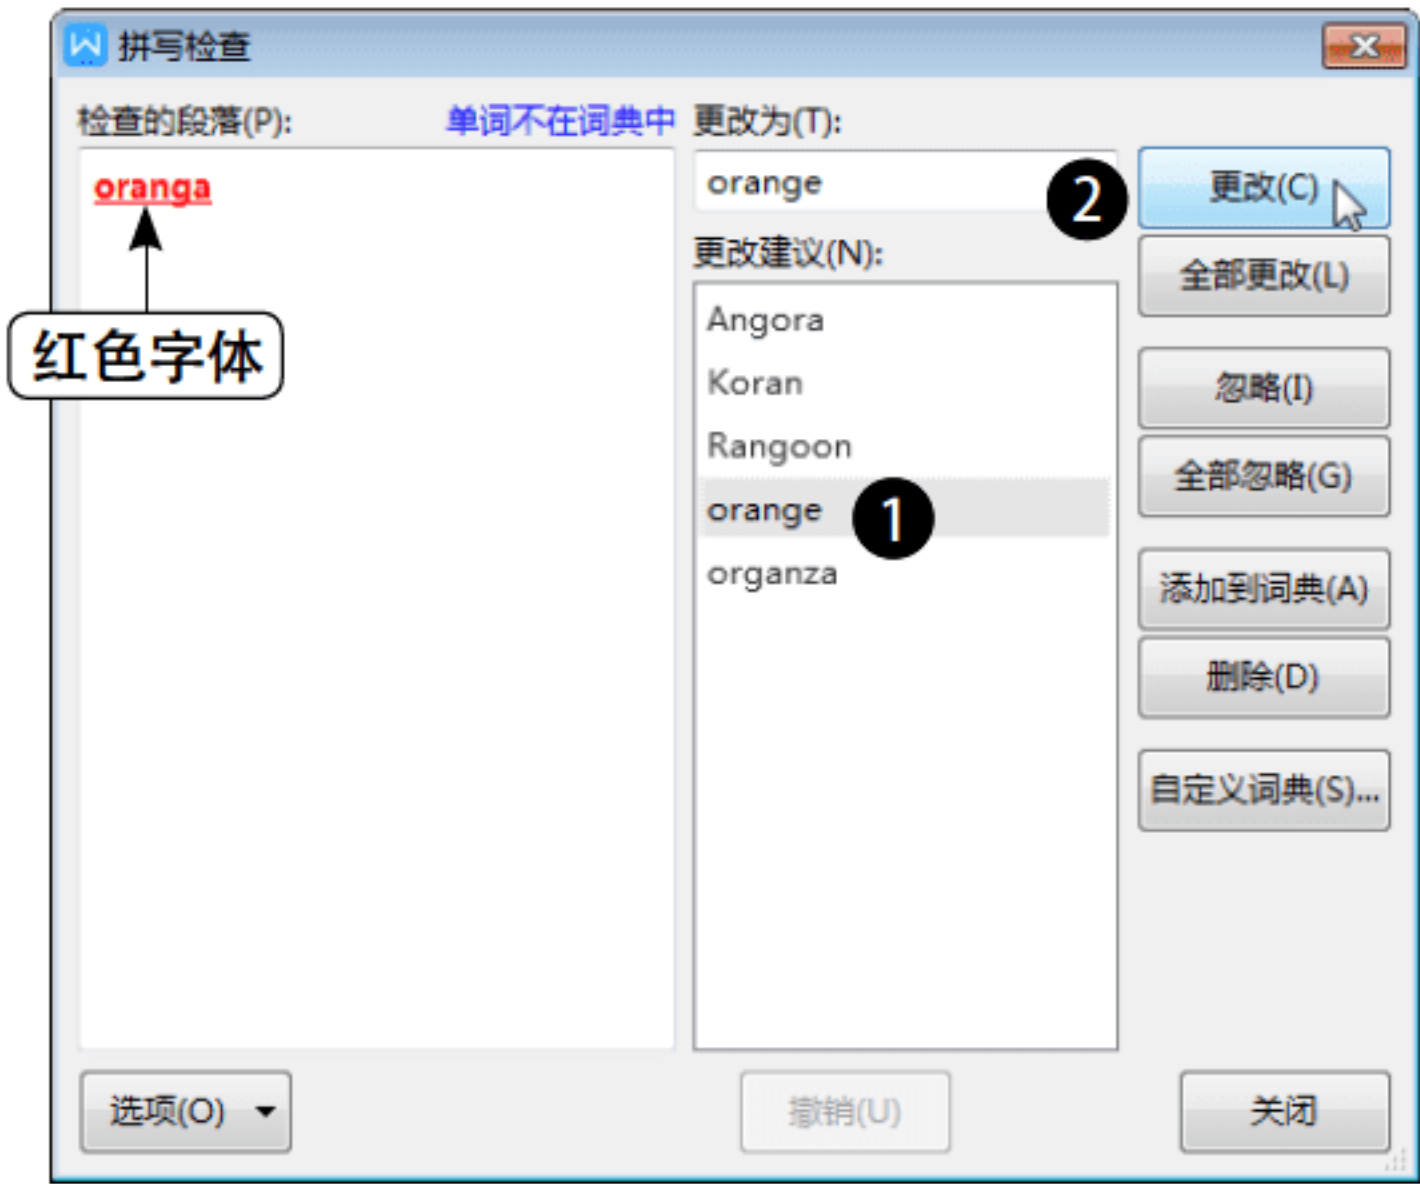 拼写检查
检查的段落(P):
单词不在词典中
oranga
红色字体
更改为(T):
orange
2
更改建议(N):
Angora
Koran
Rangoon
orange
1
organza
更改(C)
全部更改(L)
忽略(I)
全部忽略(G)
添加到词典(A)
删除(D)
自定义词典(S)...
选项(O)
撤销(U)
关闭